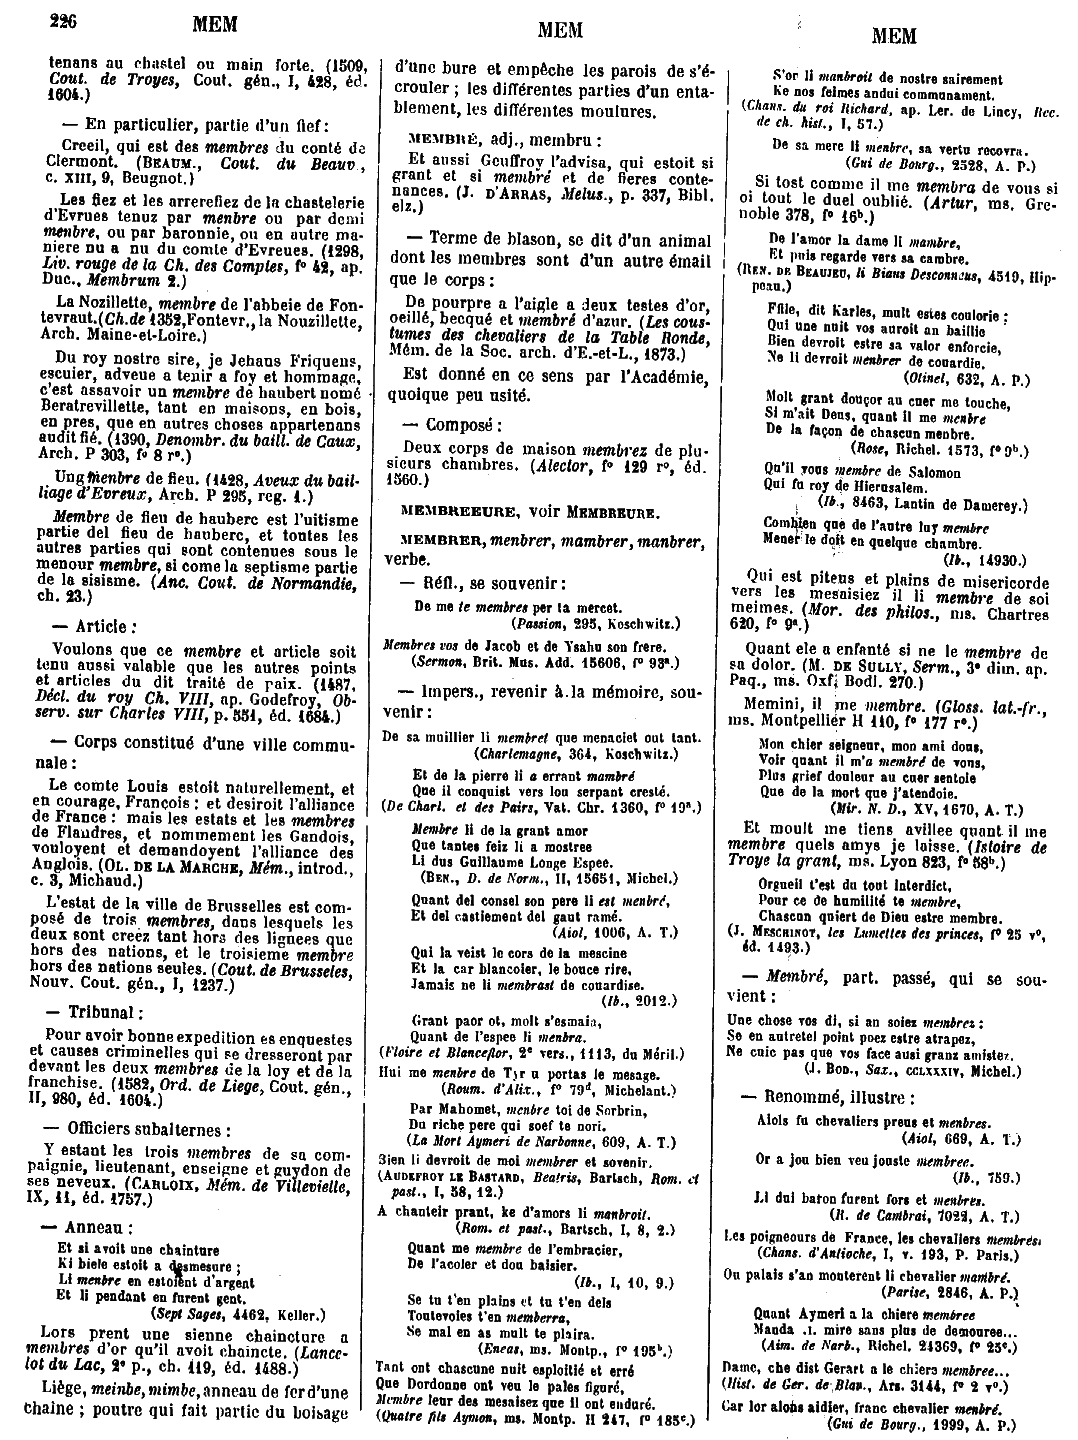 226
MEM
MEM
MEM
tenans au chastel ou main forte. (1509,
Cout. de Troyes, Cout. gén., I, 428, éd.
1604.)
— En particulier, partie d'un fief :
Creeil, qui est des membres du conté de
Clermont. (BEAUM., Cout. du Beauv.,
c. XIII, 9, Beugnot.)
Les fiez et les arrerefiez de la chastelerie
d'Evrues tenuz par menbre ou par demi
menbre, ou par baronnie, ou en autre ma-
niere nu a nu du comte d'Evreues. (1298,
Liv. rouge de la Ch. des Comptes, f° 42, ap.
Duc., Membrum 2.)
La Nozillette, membre de l'abbeie de Fon-
tevraut.(Ch.de 1352,Fontevr., la Nouzillette,
Arch. Maine-et-Loire.)
Du roy nostre sire, je Jehans Friquens,
escuier, adveue a tenir a foy et hommage,
c'est assavoir un membre de haubert nomé
Beratrevillette, tant en maisons, en bois,
en pres, que en autres choses appartenans
audit fié. (1390, Denombr. du baill. de Caux,
Arch. P 303, f° 8 r°.)
Ung menbre de fieu. (1428, Aveux du bail-
liage d'Evreux, Arch. P 295, reg. 1.)
Membre de fieu de hauberc est l'uitisme
partie del fieu de hauberc, et toutes les
autres parties qui sont contenues sous le
menour membre, si come la septisme partie
de la sisisme. (Anc. Cout. de Normandie,
ch. 23.)
— Article :
Voulons que ce membre et article soit
tenu aussi valable que les autres points
et articles du dit traité de paix. (1487,
Décl. du roy Ch. VIII, ap. Godefroy, Ob-
serv. sur Charles VIII, p. 551, éd. 1684.)
— Corps constitué d'une ville commu-
nale :
Le comte Louis estoit naturellement, et
en courage, François ; et desiroit l'alliance
de France : mais les estats et les membres
de Flaudres, et nommement les Gandois,
vouloyent et demandoyent l'alliance des
Anglois. (OL. DE LA MARCHE, Mém., introd.,
c. 3, Michaud.)
L'estat de la ville de Brusselles est com-
posé de trois membres, dans lesquels les
deux sont creez tant hors des lignees que
hors des nations, et le troisieme membre
hors des nations seules. (Cout. de Brusseles,
Nouv. Cout. gén., I, 1237.)
— Tribunal :
Pour avoir bonne expedition es enquestes
et causes criminelles qui se dresseront par
devant les deux membres de la loy et de la
franchise. (1582, Ord. de Liege, Cout. gén.,
II, 980, éd. 1604.)
— Officiers subalternes :
Y estant les trois membres de sa com-
paignie, lieutenant, enseigne et guydon de
ses neveux. (CARLOIX, Mém. de Villevielle,
IX, 11, éd. 1757.)
— Anneau :
Et si avoit une chainture
Ki biele estoit a desmesure ;
Li menbre en estoient d'argent
Et li pendant en furent gent.
(Sept Sages, 4462, Keller.)
Lors prent une sienne chaincture a
membres d'or qu'il avoit chaincte. (Lance-
lot du Lac, 2° p., ch. 119, éd. 1488.)
Liège, meinbe, mimbe, anneau de fer d'une
chaîne ; poutre qui fait partie du boisage
d'une bure et empêche les parois de s'é-
crouler ; les différentes parties d'un enta-
blement, les différentes moulures.
MEMBRÉ, adj., membru :
Et aussi Geuffroy l'advisa, qui estoit si
grant et si membré et de fieres conte-
nances. (J. D'ARRAS, Melus., p. 337, Bibl.
elz.)
— Terme de blason, se dit d'un animal
dont les membres sont d'un autre émail
que le corps :
De pourpre a l'aigle a deux testes d'or,
oeillé, becqué et membré d'azur. (Les cous-
tumes des chevaliers de la Table Ronde,
Mém. de la Soc. arch. d'E.-et-L., 1873.)
Est donné en ce sens par l'Académie,
quoique peu usité.
— Composé :
Deux corps de maison membrez de plu-
sieurs chambres. (Alector, f° 129 r°, éd.
1560.)
MEMBREEURE, voir MEMBREURE.
MEMBRER, menbrer, mambrer, manbrer,
verbe.
— Réfl., se souvenir :
De me te membres per ta mercet.
(Passion, 295, Koschwitz.)
Membres vos de Jacob et de Ysahu son frere.
(Sermon, Brit. Mus. Add. 15606, f° 93ª.)
— Impers., revenir à la mémoire, sou-
venir :
De sa muillier li membret que menaciet out tant.
(Charlemagne, 364, Koschwitz.)
Et de la pierre li a errant mambré
Que il conquist vers lou serpant cresté.
(De Charl. et des Pairs, Vat. Chr. 1360, f° 19ª.)
Membre li de la grant amor
Que tantes feiz li a mostree
Li dus Guillaume Longe Espee.
(BEN., D. de Norm., II, 15651, Michel.)
Quant del consel son pere li est menbré,
Et del castiement del gaut ramé.
(Aiol, 1006, A. T.)
Qui la veist le cors de la mescine
Et la car blancoier, le bouce rire,
Jamais ne li membrast de couardise.
(Ib., 2012.)
Grant paor ot, molt s'esmaia,
Quant de l'espee li menbra.
(Floire et Blanceflor, 2° vers., 1113, du Méril.)
Hui me menbre de Tyr u portas le mesage.
(Roum. d'Alix., f° 79ᵈ, Michelant.)
Par Mahomet, menbre toi de Sorbrin,
Du riche pere qui soef te nori.
(La Mort Aymeri de Narbonne, 609, A. T.)
Bien li devroit de moi membrer et sovenir.
(AUDEFROY LE BASTARD, Beatris, Bartsch, Rom. et
past., I, 58, 12.)
A chanteir prant, ke d'amors li manbroit.
(Rom. et past., Bartsch, I, 8, 2.)
Quant me membre de l'embracier,
De l'acoler et dou baisier.
(Ib., I, 10, 9.)
Se tu t'en plains et tu t'en dels
Toutevoies t'en memberra,
Se mal en as mult te plaira.
(Eneas, ms. Montp., f° 195ᵇ.)
Tant ont chascune nuit esploitié et erré
Que Dordonne ont veu le pales figuré,
Membre leur des mesaises que il ont enduré.
(Quatre fils Aymon, ms. Montp. H 247, f° 185ᶜ.)
S'or li manbroit de nostre sairement
Ke nos feimes andui communament.
(Chans. du roi Richard, ap. Ler. de Lincy, Rec.
de ch. hist., I, 57.)
De sa mere li menbre, sa vertu recovra.
(Gui de Bourg., 2528, A. P.)
Si tost comme il me membra de vous si
oi tout le duel oublié. (Artur, ms. Gre-
noble 378, f° 16ᵇ.)
De l'amor la dame li mambre,
Et puis regarde vers sa cambre.
(REN. DE BEAUJEU, li Biaus Desconneus, 4519, Hip-
peau.)
Fille, dit Karles, mult estes coulorie ;
Qui une nuit vos auroit an baillie
Bien devroit estre sa valor enforcie,
Ne li devroit menbrer de couardie.
(Otinel, 632, A. P.)
Molt grant douçor au cuer me touche,
Si m'ait Deus, quant il me menbre
De la façon de chascun menbre.
(Rose, Richel. 1573, f° 9ᵇ.)
Qu'il vous membre de Salomon
Qui fu roy de Hierusalem.
(Ib., 8463, Lantin de Damerey.)
Combien que de l'autre luy membre
Mener le doit en quelque chambre.
(Ib., 14930.)
Qui est piteus et plains de misericorde
vers les mesaisiez il li membre de soi
meimes. (Mor. des philos., ms. Chartres
620, f° 9ª.)
Quant ele a enfanté si ne le membre de
sa dolor. (M. DE SULLY, Serm., 3° dim. ap.
Paq., ms. Oxf. Bodl. 270.)
Memini, il me membre. (Gloss. lat.-fr.,
ms. Montpellier H 110, f° 177 r°.)
Mon chier seigneur, mon ami dous,
Voir quant il m'a membré de vous,
Plus grief douleur au cuer sentoie
Que de la mort que j'atendoie.
(Mir. N. D., XV, 1670, A. T.)
Et moult me tiens avillee quant il me
membre quels amys je laisse. (Istoire de
Troye la grant, ms. Lyon 823, f° 58ᵇ.)
Orgueil t'est du tout interdict,
Pour ce de humilité te membre,
Chascun quiert de Dieu estre membre.
(J. MESCHINOT, les Lunettes des princes, f° 25 v°,
éd. 1493.)
— Membré, part. passé, qui se sou-
vient :
Une chose vos di, si an soiez membrez ;
Se en autretel point poez estre atrapez,
Ne cuic pas que vos face ausi granz amistez.
(J. BOD., Sax., CCLXXXIV, Michel.)
— Renommé, illustre :
Aiols fu chevaliers preus et menbres.
(Aiol, 669, A. T.)
Or a jou bien veu jouste membree.
(Ib., 759.)
Li dui baron furent fors et menbres.
(R. de Cambrai, 7022, A. T.)
Les poigneours de France, les chevaliers membrés.
(Chans. d'Antioche, I, v. 193, P. Paris.)
Ou palais s'an monterent li chevalier mambré.
(Parise, 2846, A. P.)
Quant Aymeri a la chiere membree
Manda .I. mire sans plus de demouree...
(Aim. de Narb., Richel. 24369, f° 25ᶜ.)
Dame, che dist Gerart a le chiere membree...
(Hist. de Ger. de Blav., Ars. 3144, f° 2 v°.)
Car lor alons aidier, franc chevalier menbré.
(Gui de Bourg., 1999, A. P.)